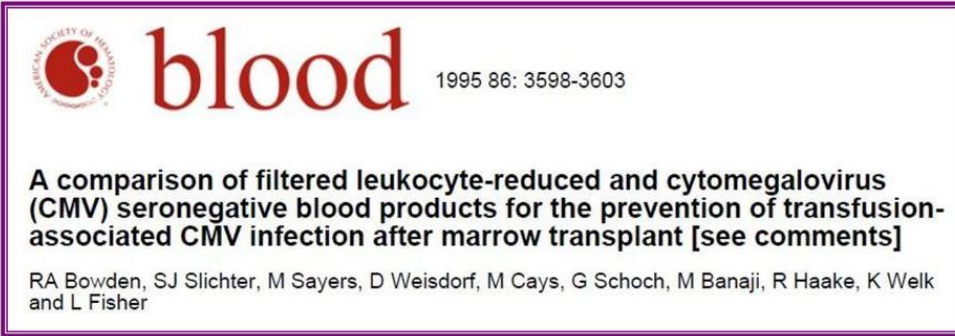 AMERICAN SOCIETY OF HEMATOLOGY
blood
1995 86: 3598-3603
A comparison of filtered leukocyte-reduced and cytomegalovirus
(CMV) seronegative blood products for the prevention of transfusion-
associated CMV infection after marrow transplant [see comments]
RA Bowden, SJ Slichter, M Sayers, D Weisdorf, M Cays, G Schoch, M Banaji, R Haake, K Welk
and L Fisher